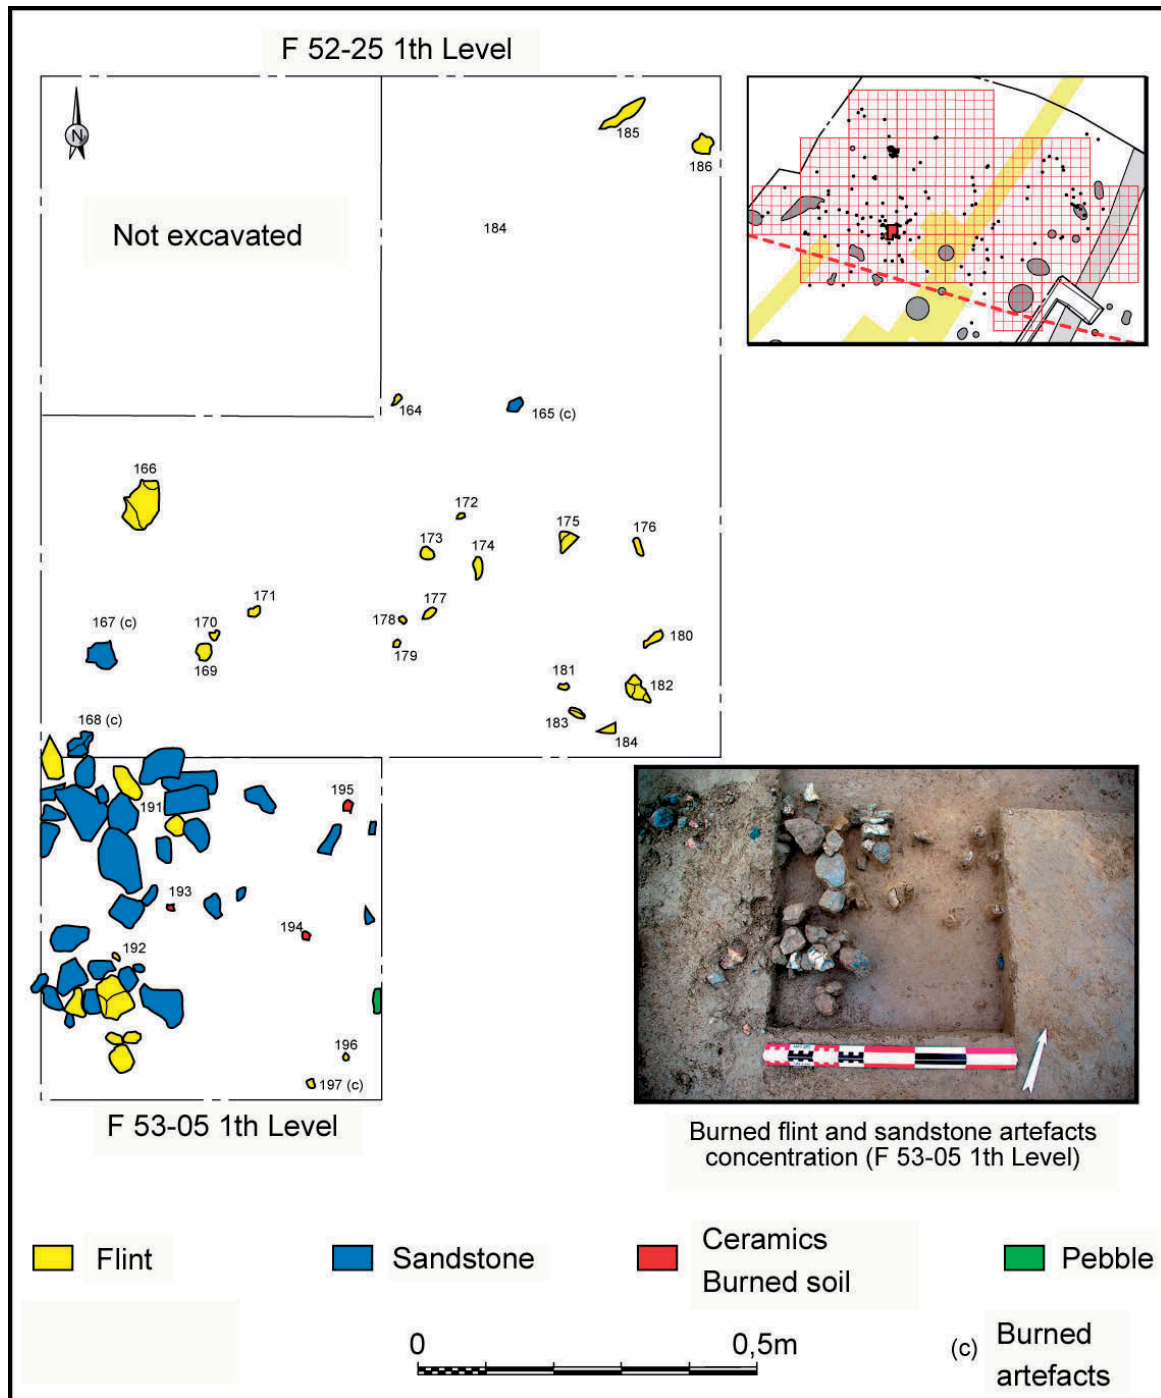 F 52-25 1th Level
N
185
186
Not excavated
184
164
165 (c)
166
172
173
174
175
176
171
177
178
170
167 (c)
179
180
169
181
182
168 (c)
183
184
191
195
193
194
192
196
197 (c)
F 53-05 1th Level
Burned flint and sandstone artefacts
concentration (F 53-05 1th Level)
Flint
Sandstone
Ceramics
Burned soil
Pebble
0
0,5m
(c)
Burned
artefacts